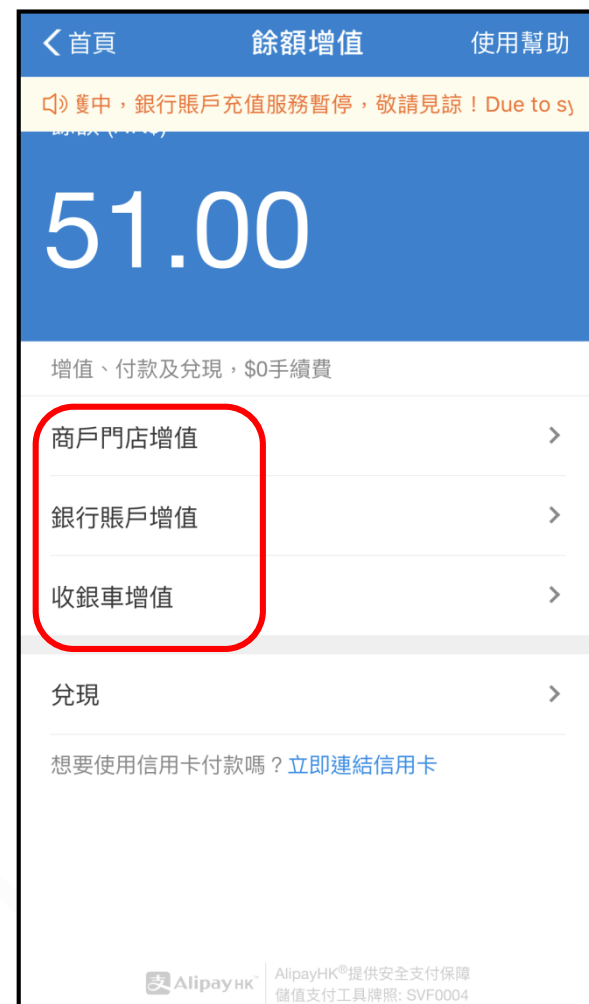 首頁
餘額增值
使用幫助
中，銀行賬戶充值服務暫停，敬請見諒！Due to sy
51.00
增值、付款及兌現，$0手續費
商戶門店增值
銀行賬戶增值
收銀車增值
兌現
想要使用信用卡付款嗎？立即連結信用卡
支 AlipayHK™
AlipayHK®提供安全支付保障
儲值支付工具牌照: SVF0004